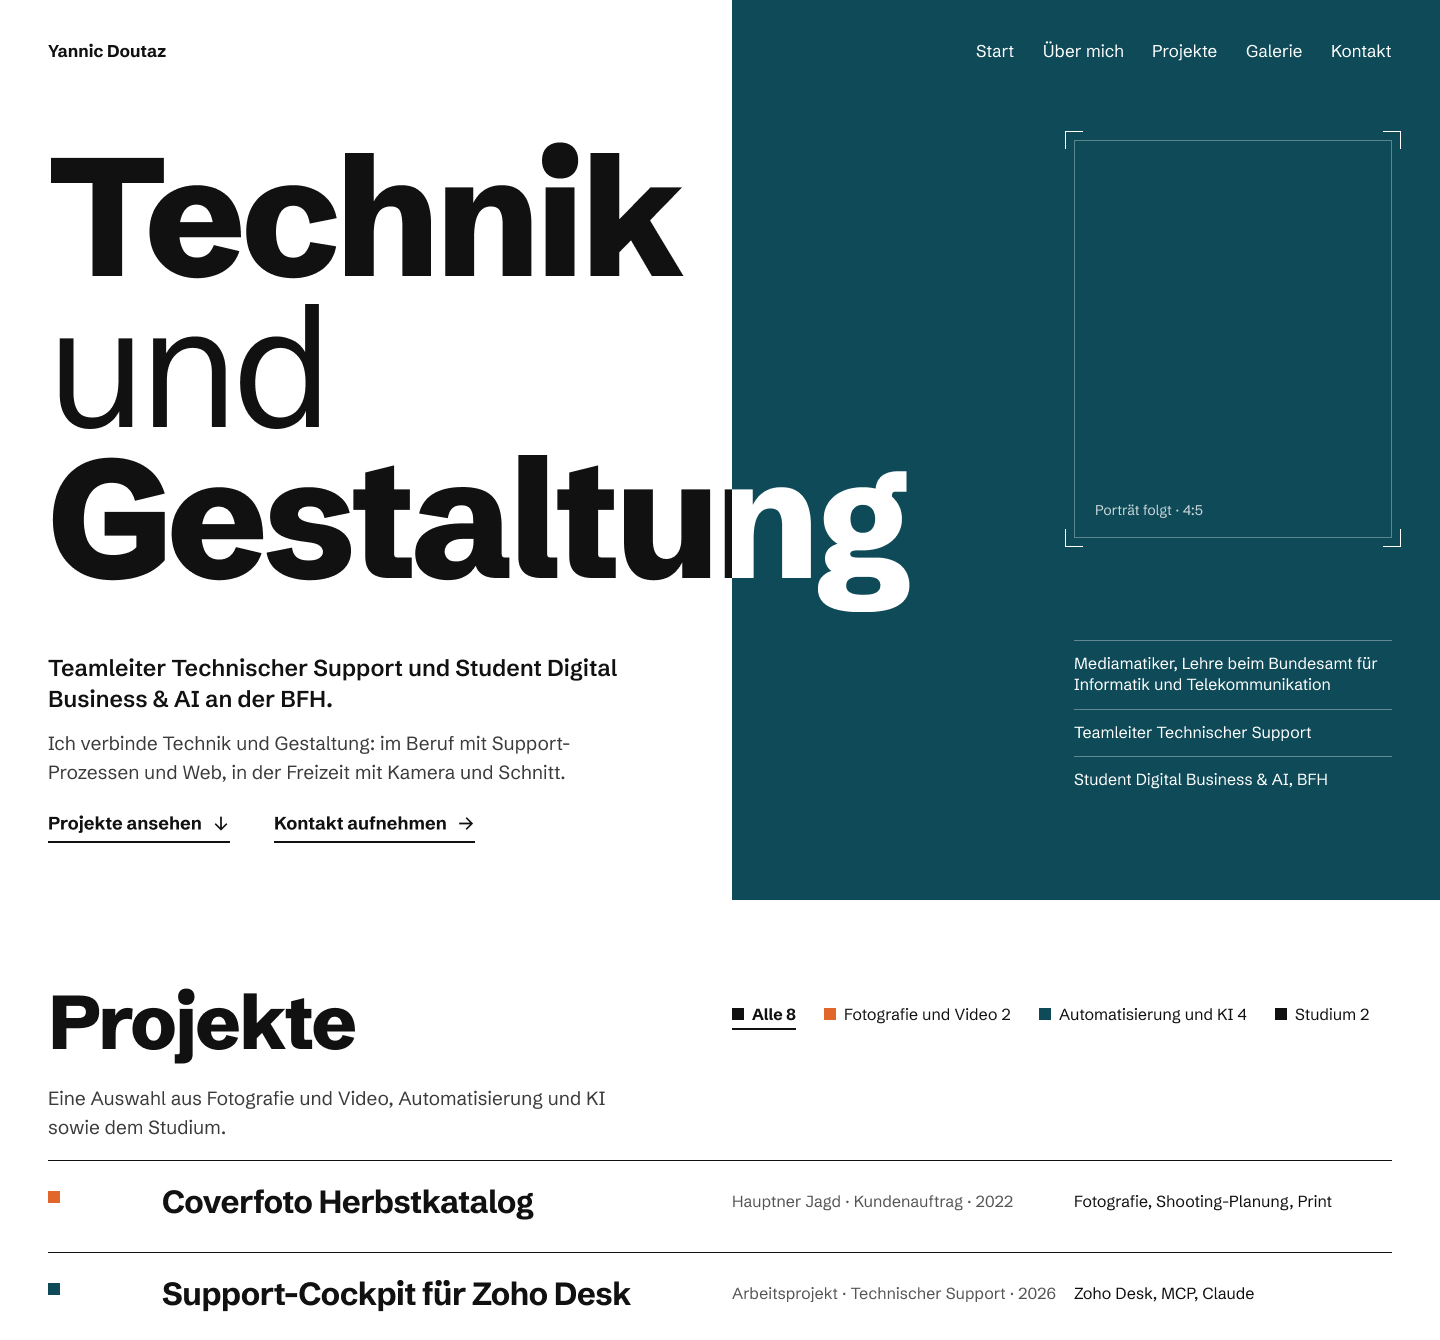 Yannic Doutaz
Start Über mich Projekte Galerie Kontakt
Technik
und
Gestaltung
Porträt folgt · 4:5
Teamleiter Technischer Support und Student Digital
Business & AI an der BFH.
Ich verbinde Technik und Gestaltung: im Beruf mit Support-
Prozessen und Web, in der Freizeit mit Kamera und Schnitt.
Projekte ansehen ↓ Kontakt aufnehmen →
Mediamatiker, Lehre beim Bundesamt für
Informatik und Telekommunikation
Teamleiter Technischer Support
Student Digital Business & AI, BFH
Projekte
Alle 8 Fotografie und Video 2 Automatisierung und KI 4 Studium 2
Eine Auswahl aus Fotografie und Video, Automatisierung und KI
sowie dem Studium.
Coverfoto Herbstkatalog Hauptner Jagd · Kundenauftrag · 2022 Fotografie, Shooting-Planung, Print
Support-Cockpit für Zoho Desk Arbeitsprojekt · Technischer Support · 2026 Zoho Desk, MCP, Claude